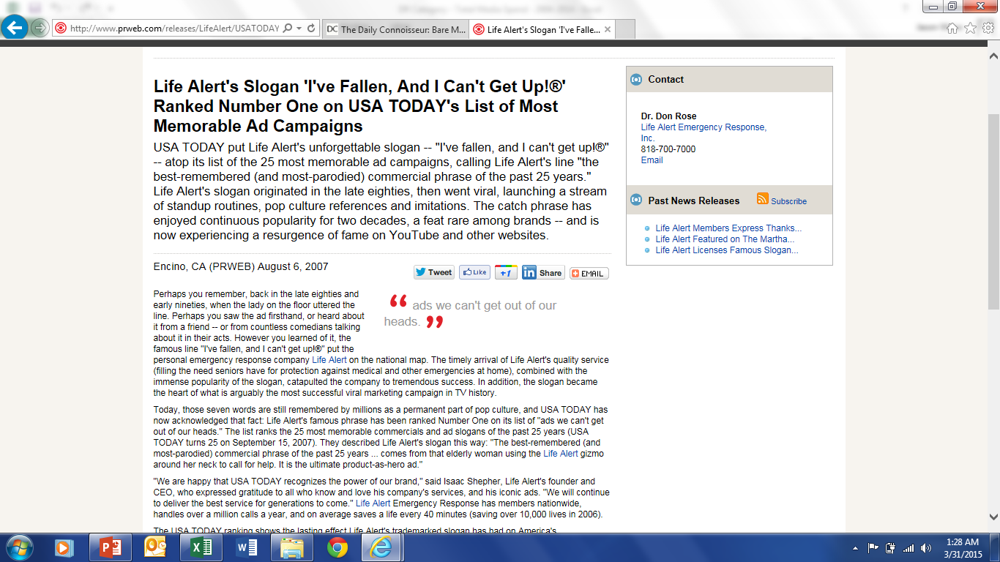 http://www.prweb.com/releases/LifeAlert/USATODAY
DC The Daily Connoisseur: Bare M...
Life Alert's Slogan 'I've Falle...
Life Alert's Slogan 'I've Fallen, And I Can't Get Up!®'
Ranked Number One on USA TODAY's List of Most
Memorable Ad Campaigns
USA TODAY put Life Alert's unforgettable slogan -- "I've fallen, and I can't get up!®"
-- atop its list of the 25 most memorable ad campaigns, calling Life Alert's line "the
best-remembered (and most-parodied) commercial phrase of the past 25 years."
Life Alert's slogan originated in the late eighties, then went viral, launching a stream
of standup routines, pop culture references and imitations. The catch phrase has
enjoyed continuous popularity for two decades, a feat rare among brands -- and is
now experiencing a resurgence of fame on YouTube and other websites.
Encino, CA (PRWEB) August 6, 2007
Tweet
Like
+1
in Share
EMAIL
Perhaps you remember, back in the late eighties and
early nineties, when the lady on the floor uttered the
line. Perhaps you saw the ad firsthand, or heard about
it from a friend -- or from countless comedians talking
about it in their acts. However you learned of it, the
famous line "I've fallen, and I can't get up!®" put the
personal emergency response company Life Alert on the national map. The timely arrival of Life Alert's quality service
(filling the need seniors have for protection against medical and other emergencies at home), combined with the
immense popularity of the slogan, catapulted the company to tremendous success. In addition, the slogan became
the heart of what is arguably the most successful viral marketing campaign in TV history.
“ ads we can't get out of our
heads. ”
Today, those seven words are still remembered by millions as a permanent part of pop culture, and USA TODAY has
now acknowledged that fact: Life Alert's famous phrase has been ranked Number One on its list of "ads we can't get
out of our heads." The list ranks the 25 most memorable commercials and ad slogans of the past 25 years (USA
TODAY turns 25 on September 15, 2007). They described Life Alert's slogan this way: "The best-remembered (and
most-parodied) commercial phrase of the past 25 years ... comes from that elderly woman using the Life Alert gizmo
around her neck to call for help. It is the ultimate product-as-hero ad."
"We are happy that USA TODAY recognizes the power of our brand," said Isaac Shepher, Life Alert's founder and
CEO, who expressed gratitude to all who know and love his company's services, and his iconic ads. "We will continue
to deliver the best service for generations to come." Life Alert Emergency Response has members nationwide,
handles over a million calls a year, and on average saves a life every 40 minutes (saving over 10,000 lives in 2006).
The USA TODAY ranking shows the lasting effect Life Alert's trademarked slogan has had on America's
Contact
Dr. Don Rose
Life Alert Emergency Response,
Inc.
818-700-7000
Email
Past News Releases
Subscribe
Life Alert Members Express Thanks...
Life Alert Featured on The Martha...
Life Alert Licenses Famous Slogan...
1:28 AM
3/31/2015